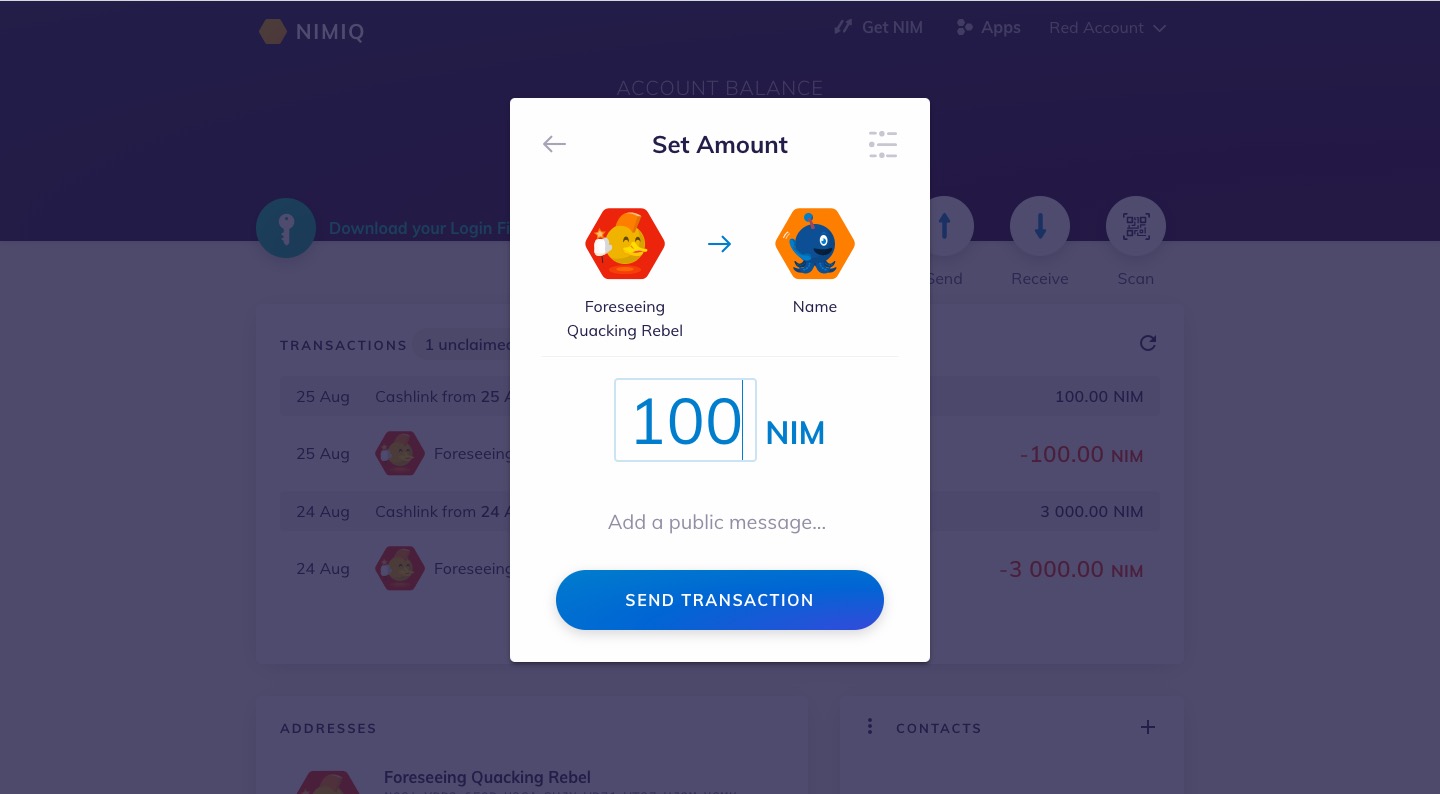 NIMIQ
Get NIM
Apps
Red Account
ACCOUNT BALANCE
Set Amount
Download your Login Fi
Send
Receive
Scan
Foreseeing
Quacking Rebel
Name
TRANSACTIONS
1 unclaimed
100 NIM
25 Aug
Cashlink from 25 A
100.00 NIM
25 Aug
Foreseeing
-100.00 NIM
24 Aug
Cashlink from 24 A
3 000.00 NIM
24 Aug
Foreseeing
-3 000.00 NIM
Add a public message...
SEND TRANSACTION
ADDRESSES
CONTACTS
Foreseeing Quacking Rebel